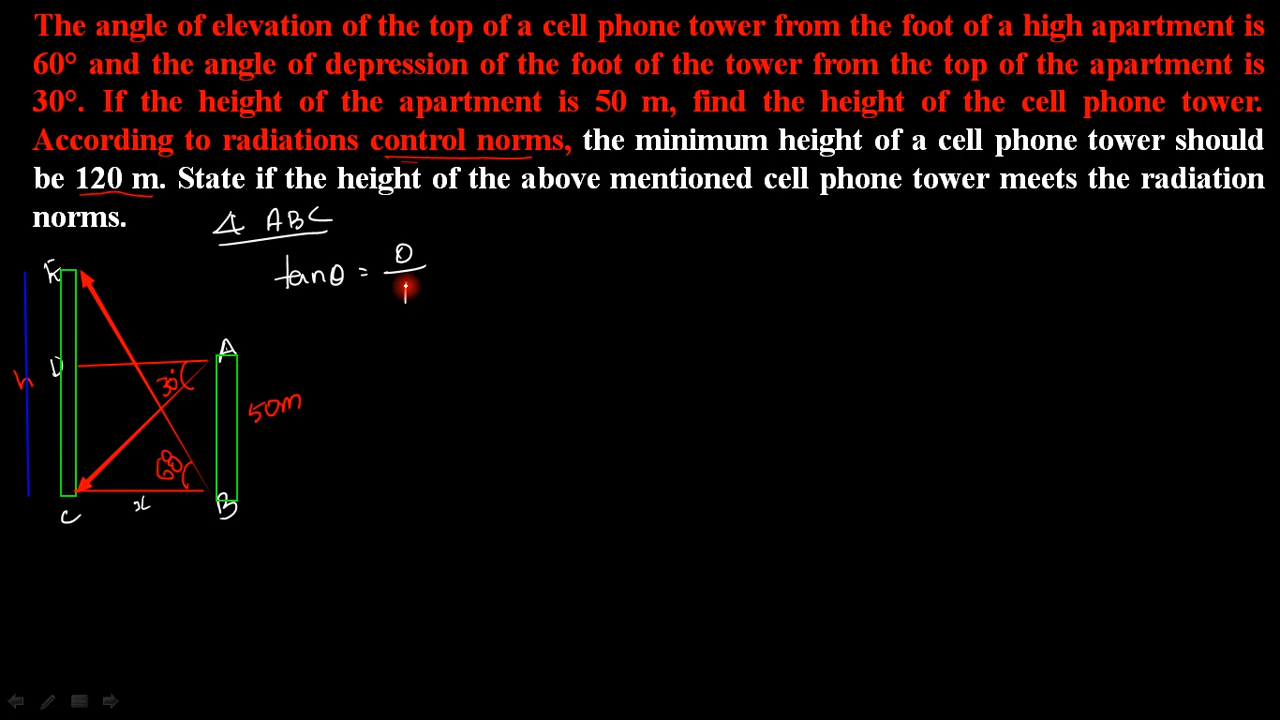 The angle of elevation of the top of a cell phone tower from the foot of a high apartment is
60° and the angle of depression of the foot of the tower from the top of the apartment is
30°. If the height of the apartment is 50 m, find the height of the cell phone tower.
According to radiations control norms, the minimum height of a cell phone tower should
be 120 m. State if the height of the above mentioned cell phone tower meets the radiation
norms.
∆ ABC
tanθ = O
E
D
A
h
30°
50m
60
x
B
C